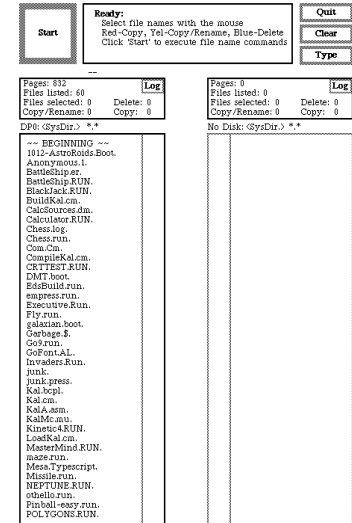 Start
Ready:
Select file names with the mouse
Red-Copy, Yel-Copy/Rename, Blue-Delete
Click 'Start' to execute file name commands
Quit
Clear
Type
--
Pages: 832
Log
Files listed: 60
Files selected: 0 Delete: 0
Copy/Rename: 0 Copy: 0
DP0: <SysDir.> *.*
~~ BEGINNING ~~
1012-AstroRoids.Boot.
Anonymous.1.
BattleShip.er.
BattleShip.RUN.
BlackJack.RUN.
BuildKal.cm.
CalcSources.dm.
Calculator.RUN.
Chess.log.
Chess.run.
Com.Cm.
CompileKal.cm.
CRTTEST.RUN.
DMT.boot.
EdsBuild.run.
empress.run.
Executive.Run.
Fly.run.
galaxian.boot.
Garbage.$.
Go9.run.
GoFont.AL.
Invaders.Run.
junk.
junk.press.
Kal.bcpl.
Kal.cm.
KalA.asm.
KalMc.mu.
Kinetic4.RUN.
LoadKal.cm.
MasterMind.RUN.
maze.run.
Mesa.Typescript.
Missile.run.
NEPTUNE.RUN.
othello.run.
Pinball-easy.run.
POLYGONS.RUN.
Pages: 0
Log
Files listed: 0
Files selected: 0 Delete: 0
Copy/Rename: 0 Copy: 0
No Disk: <SysDir.> *.*